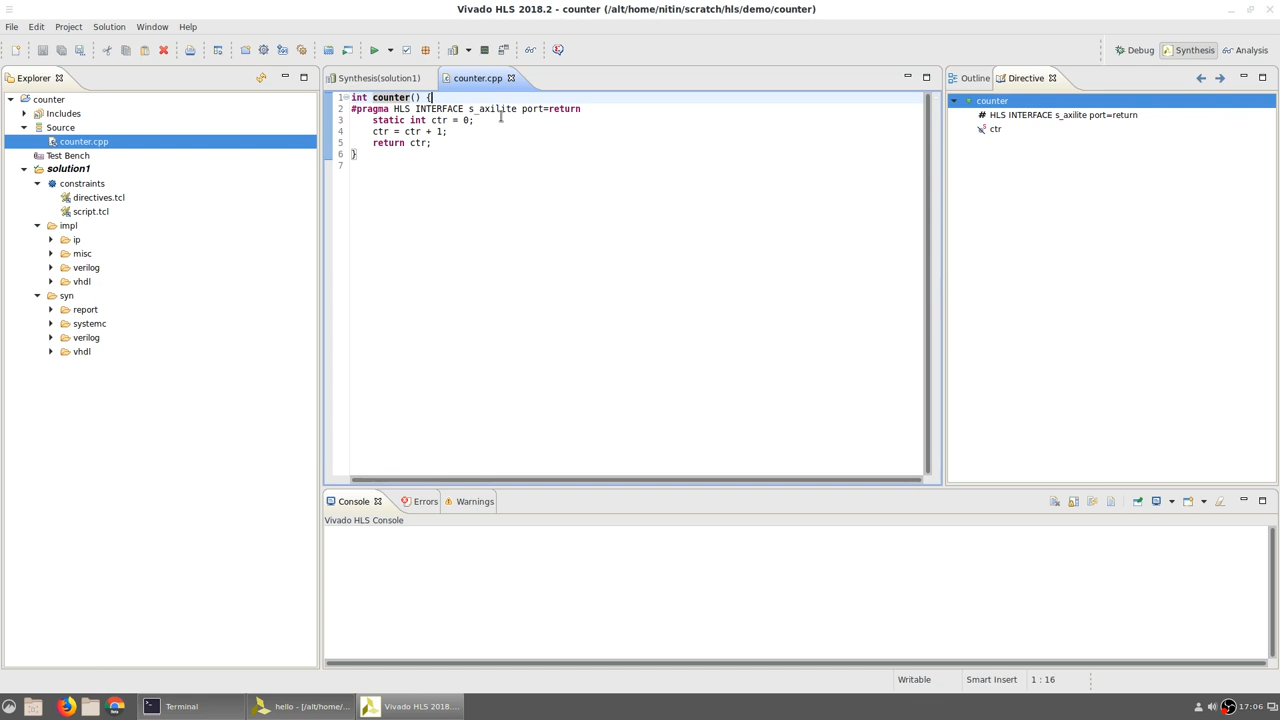 Vivado HLS 2018.2 - counter (/alt/home/nitin/scratch/hls/demo/counter)
File Edit Project Solution Window Help
Debug Synthesis Analysis
Explorer
counter
Includes
Source
counter.cpp
Test Bench
solution1
constraints
directives.tcl
script.tcl
impl
ip
misc
verilog
vhdl
syn
report
systemc
verilog
vhdl
Synthesis(solution1) counter.cpp
1 int counter() {
2 #pragma HLS INTERFACE s_axilite port=return
3 static int ctr = 0;
4 ctr = ctr + 1;
5 return ctr;
6 }
7
Outline Directive
counter
# HLS INTERFACE s_axilite port=return
ctr
Console Errors Warnings
Vivado HLS Console
Writable Smart Insert 1 : 16
Terminal hello - [/alt/home/... Vivado HLS 2018.... 17:06